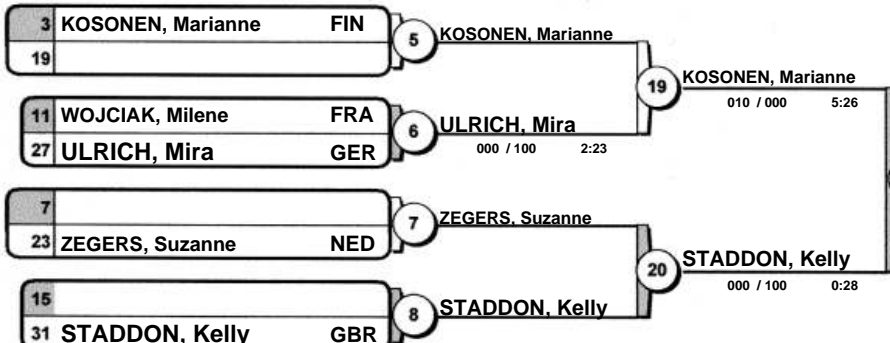 3 KOSONEN, Marianne FIN
19
5 KOSONEN, Marianne
11 WOJCIAK, Milene FRA
27 ULRICH, Mira GER
6 ULRICH, Mira
000 / 100 2:23
19 KOSONEN, Marianne
010 / 000 5:26
7
23 ZEGERS, Suzanne NED
7 ZEGERS, Suzanne
15
31 STADDON, Kelly GBR
8 STADDON, Kelly
20 STADDON, Kelly
000 / 100 0:28